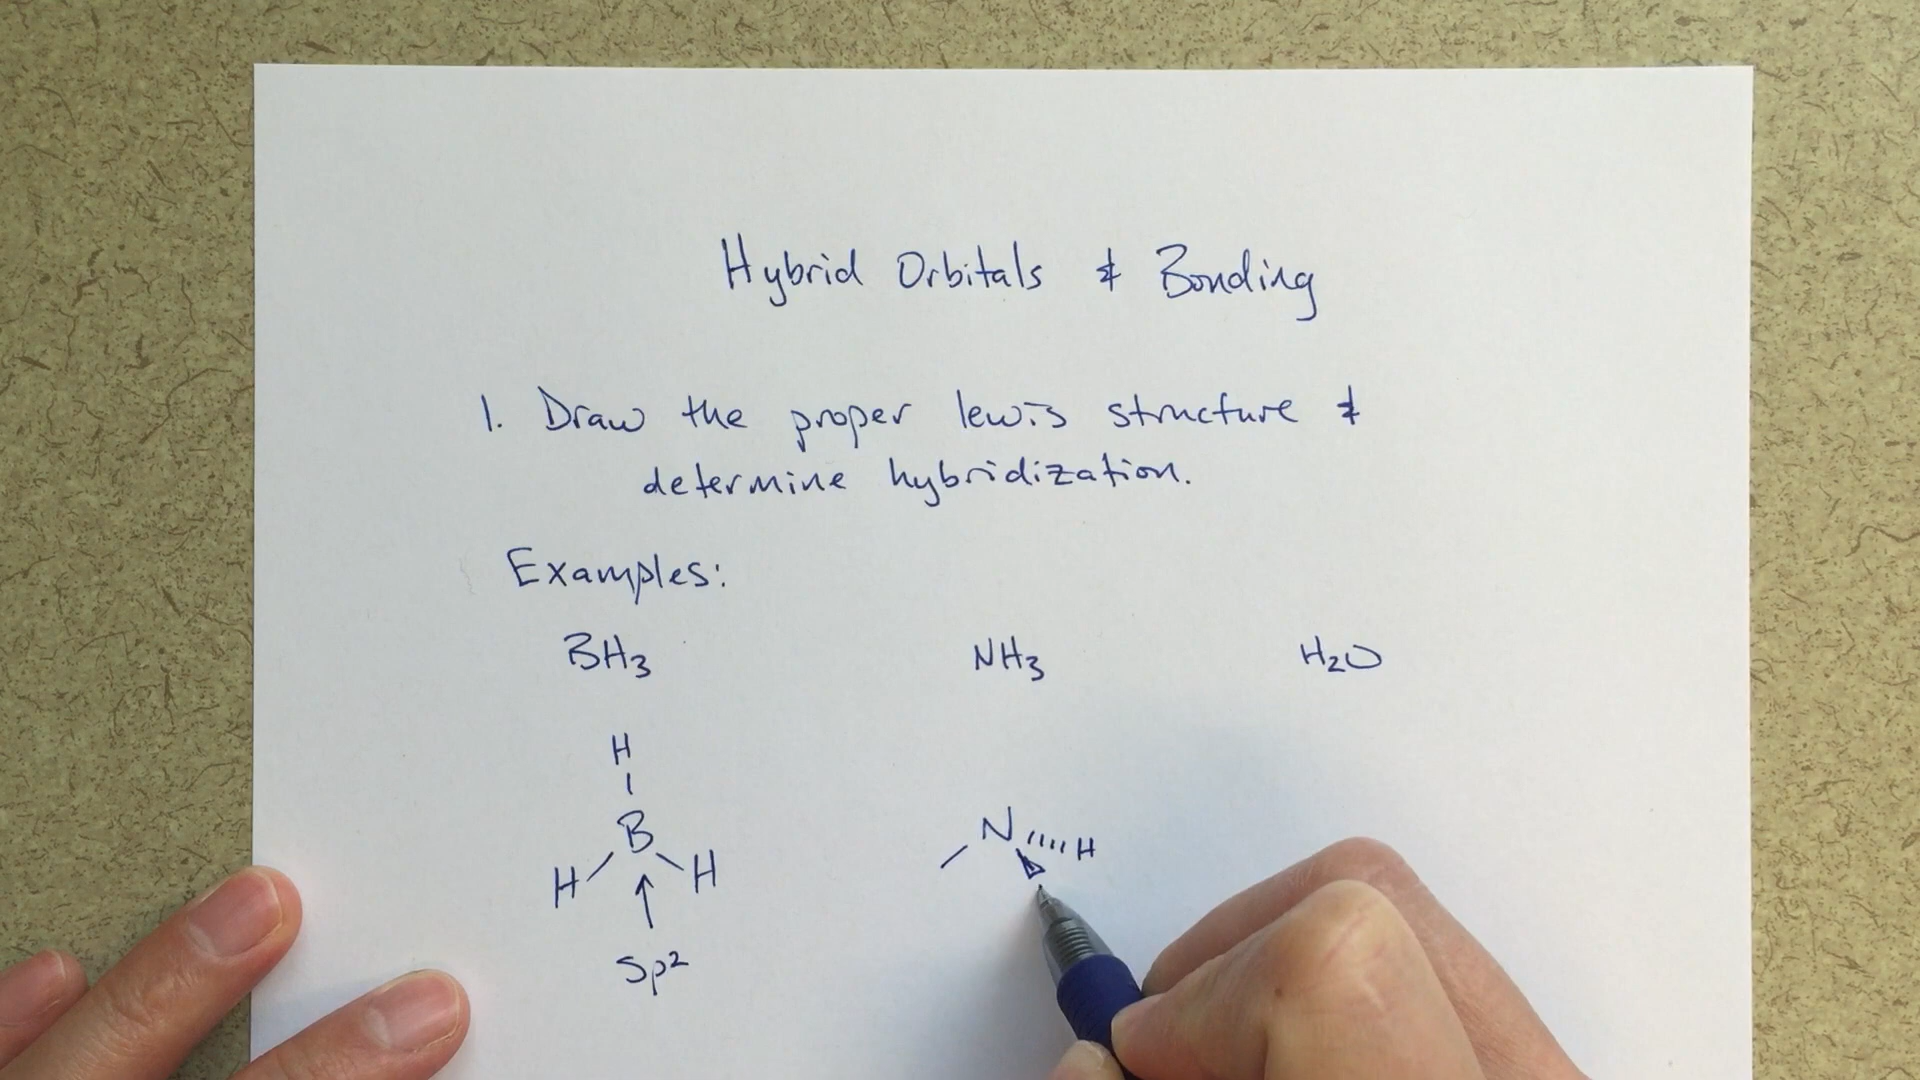 Hybrid Orbitals & Bonding
1. Draw the proper lewis structure &
determine hybridization.
Examples:
BH₃ NH₃ H₂O
H
B
H H
N H
Sp²